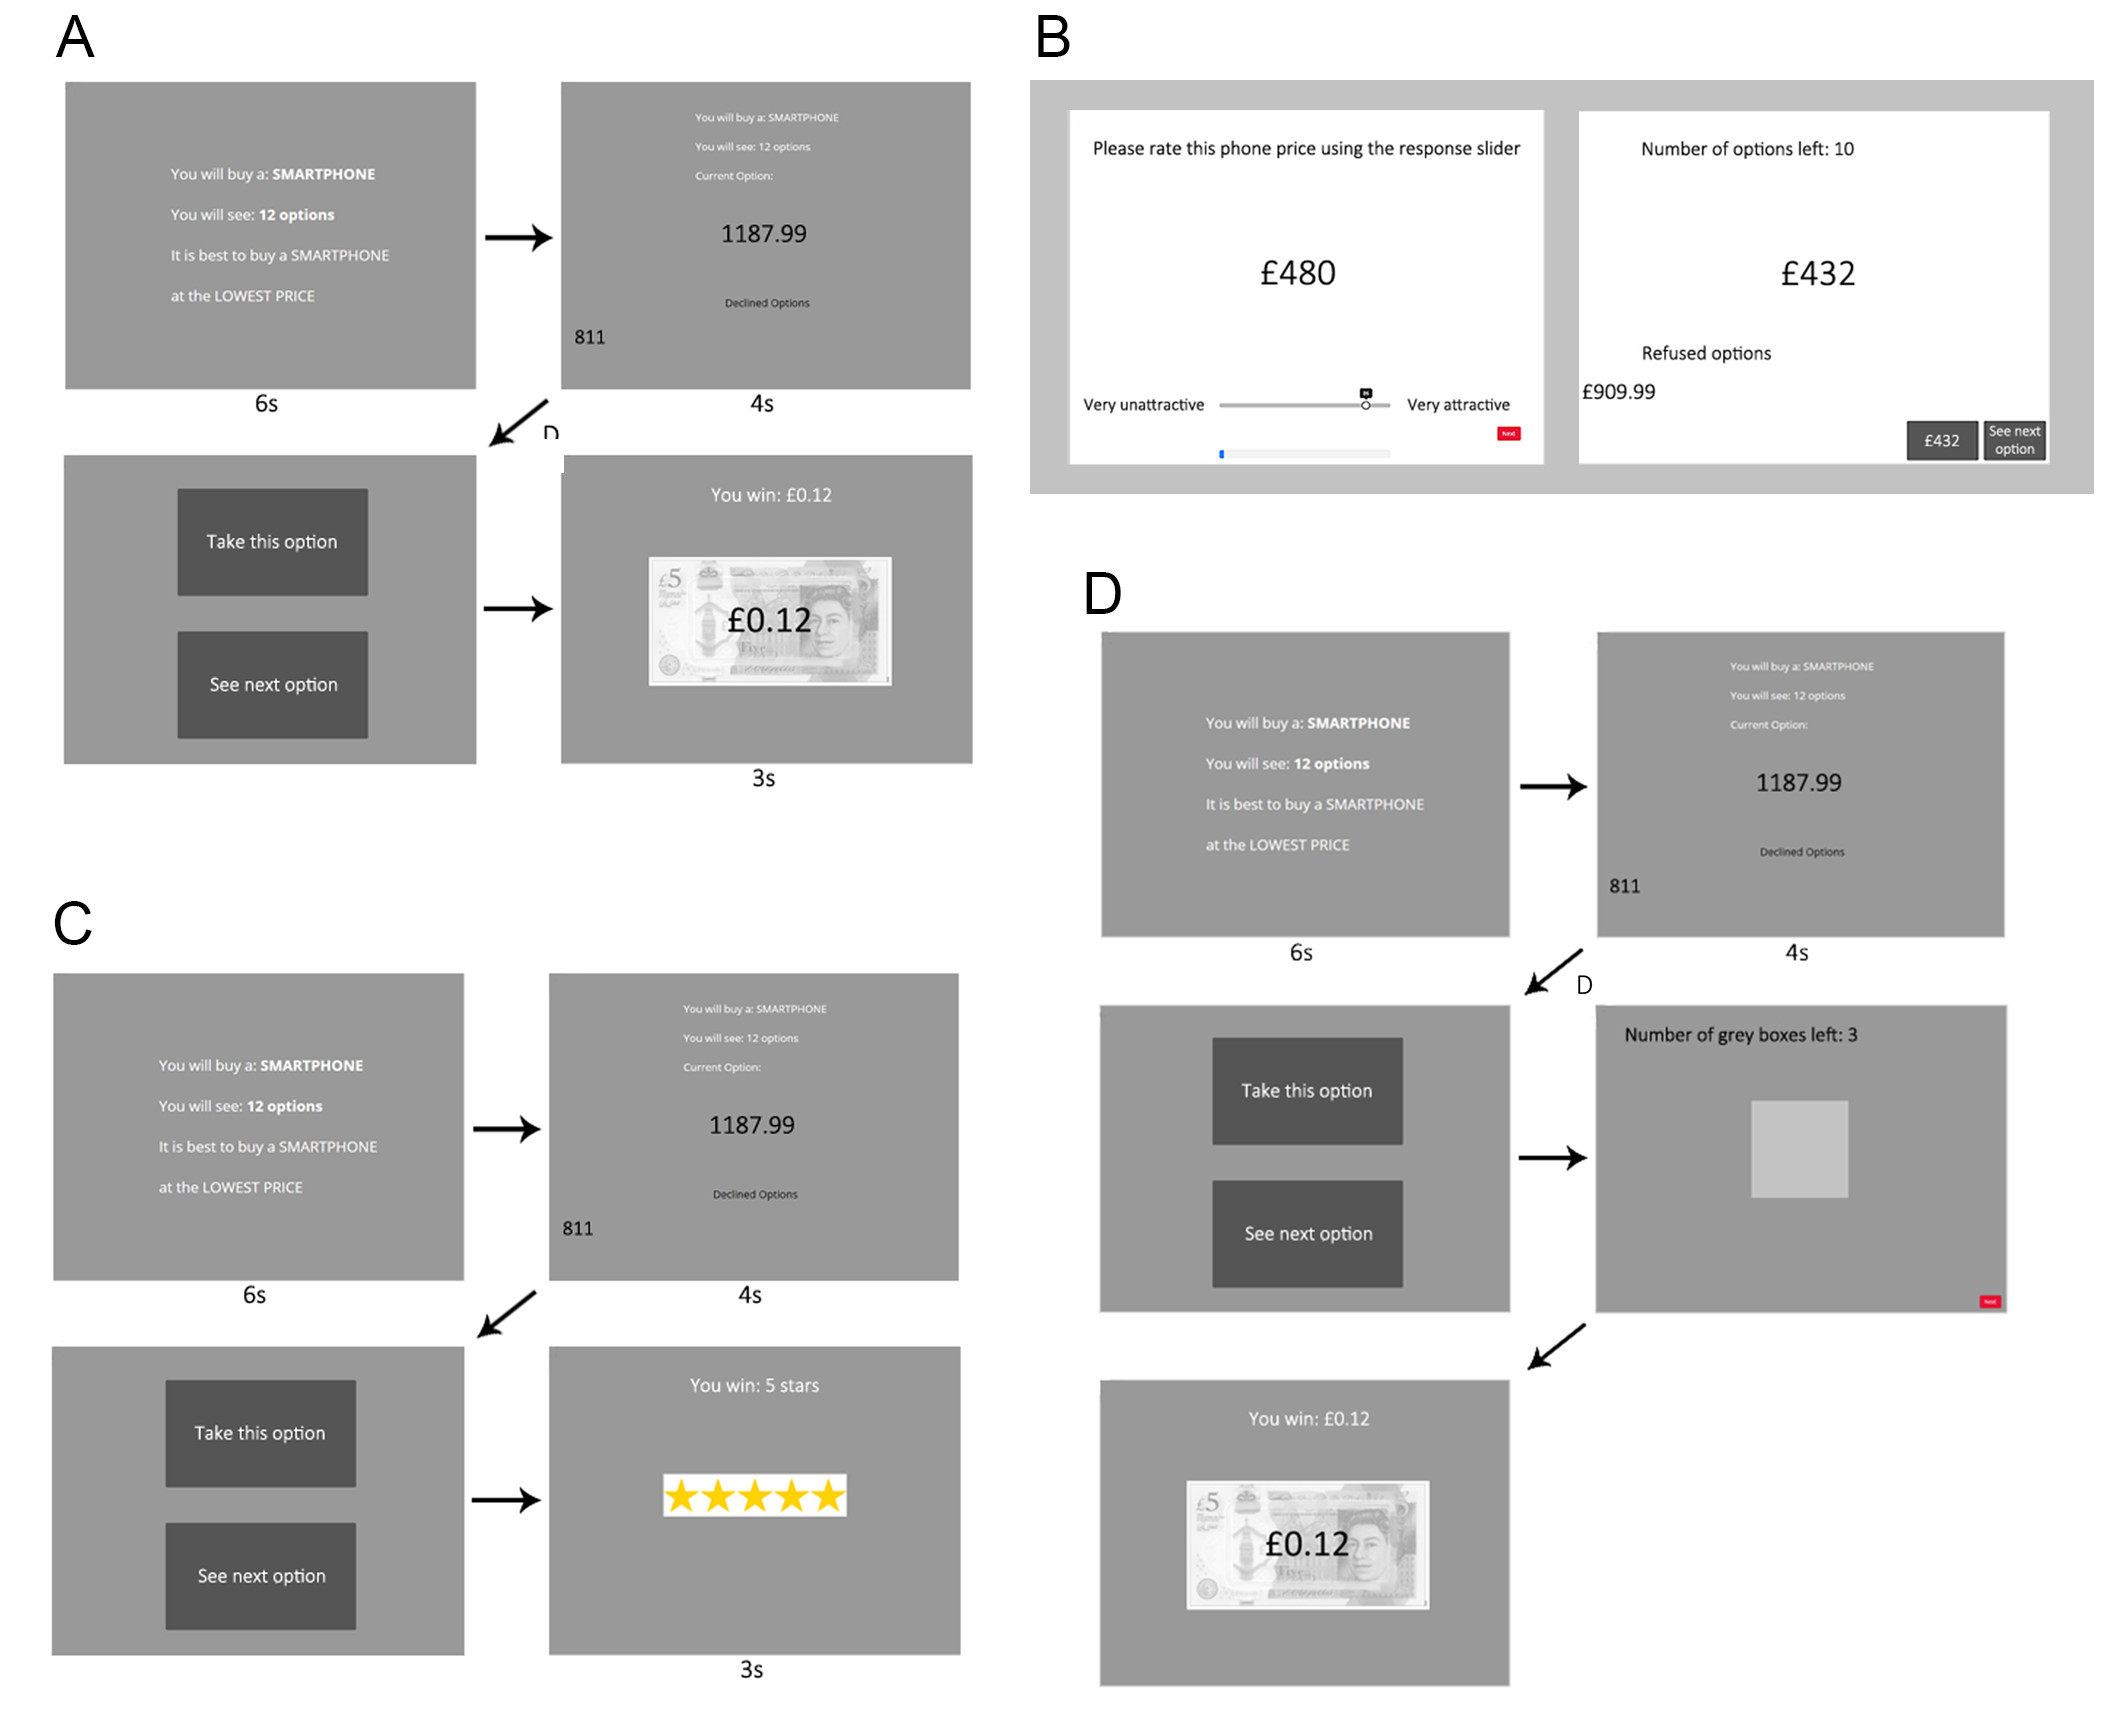 A
You will buy a: SMARTPHONE
You will see: 12 options
It is best to buy a SMARTPHONE
at the LOWEST PRICE
6s
You will buy a: SMARTPHONE
You will see: 12 options
Current Option:
1187.99
Declined Options
811
4s
D
Take this option
See next option
You win: £0.12
£5
£0.12
Five
3s
B
Please rate this phone price using the response slider
£480
Very unattractive
Very attractive
Next
Number of options left: 10
£432
Refused options
£909.99
£432
See next
option
C
You will buy a: SMARTPHONE
You will see: 12 options
It is best to buy a SMARTPHONE
at the LOWEST PRICE
6s
You will buy a: SMARTPHONE
You will see: 12 options
Current Option:
1187.99
Declined Options
811
4s
Take this option
See next option
You win: 5 stars
3s
D
You will buy a: SMARTPHONE
You will see: 12 options
It is best to buy a SMARTPHONE
at the LOWEST PRICE
6s
You will buy a: SMARTPHONE
You will see: 12 options
Current Option:
1187.99
Declined Options
811
4s
D
Take this option
See next option
Number of grey boxes left: 3
Next
You win: £0.12
£5
£0.12
Five